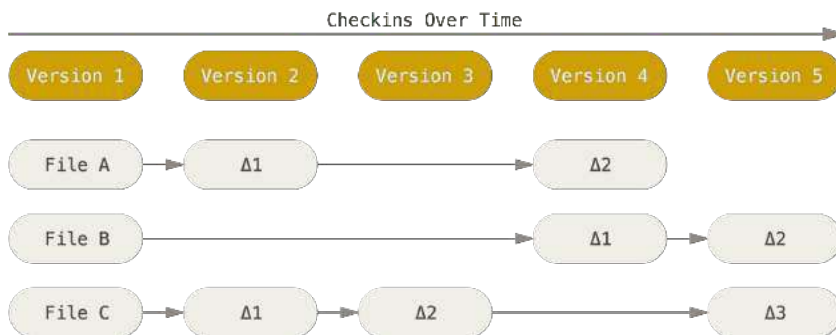 Checkins Over Time
Version 1 Version 2 Version 3 Version 4 Version 5
File A Δ1 Δ2
File B Δ1 Δ2
File C Δ1 Δ2 Δ3